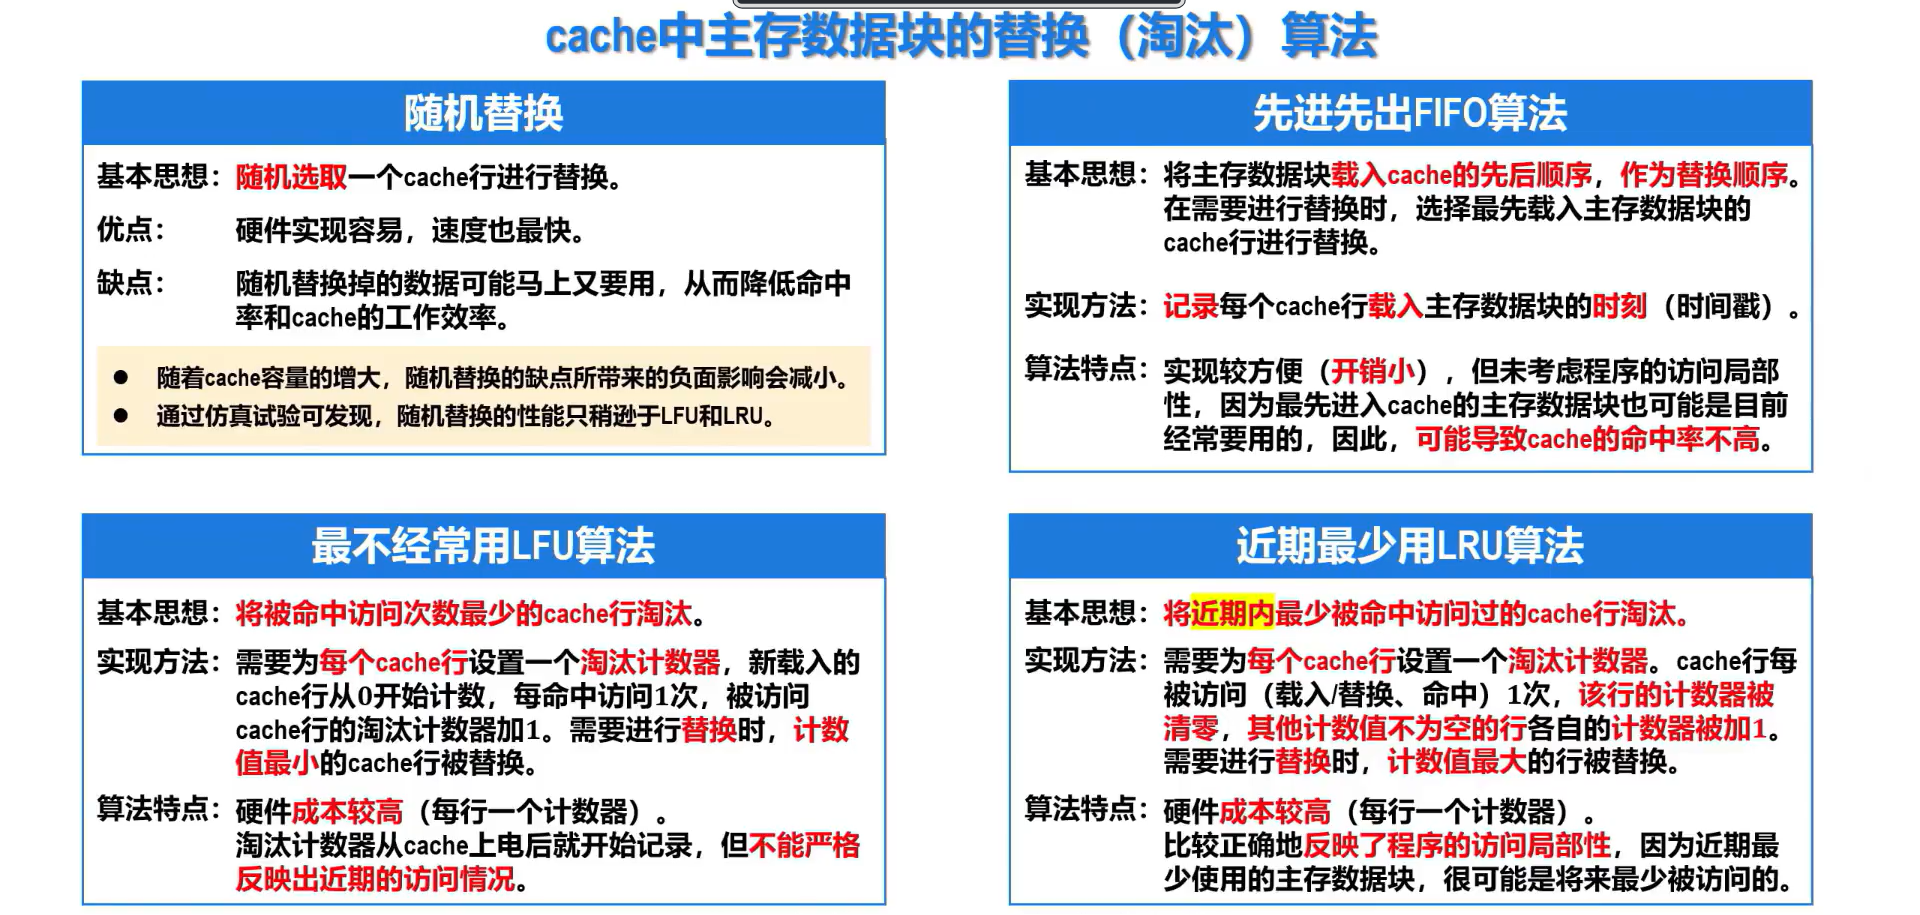 cache中主存数据块的替换（淘汰）算法
随机替换
基本思想：随机选取一个cache行进行替换。
优点：硬件实现容易，速度也最快。
缺点：随机替换掉的数据可能马上又要用，从而降低命中
率和cache的工作效率。
● 随着cache容量的增大，随机替换的缺点所带来的负面影响会减小。
● 通过仿真试验可发现，随机替换的性能只稍逊于LFU和LRU。
先进先出FIFO算法
基本思想：将主存数据块载入cache的先后顺序，作为替换顺序。
在需要进行替换时，选择最先载入主存数据块的
cache行进行替换。
实现方法：记录每个cache行载入主存数据块的时刻（时间戳）。
算法特点：实现较方便（开销小），但未考虑程序的访问局部
性，因为最先进入cache的主存数据块也可能是目前
经常要用的，因此，可能导致cache的命中率不高。
最不经常用LFU算法
基本思想：将被命中访问次数最少的cache行淘汰。
实现方法：需要为每个cache行设置一个淘汰计数器，新载入的
cache行从0开始计数，每命中访问1次，被访问
cache行的淘汰计数器加1。需要进行替换时，计数
值最小的cache行被替换。
算法特点：硬件成本较高（每行一个计数器）。
淘汰计数器从cache上电后就开始记录，但不能严格
反映出近期的访问情况。
近期最少用LRU算法
基本思想：将近期内最少被命中访问过的cache行淘汰。
实现方法：需要为每个cache行设置一个淘汰计数器。cache行每
被访问（载入/替换、命中）1次，该行的计数器被
清零，其他计数值不为空的行各自的计数器被加1。
需要进行替换时，计数值最大的行被替换。
算法特点：硬件成本较高（每行一个计数器）。
比较正确地反映了程序的访问局部性，因为近期最
少使用的主存数据块，很可能是将来最少被访问的。